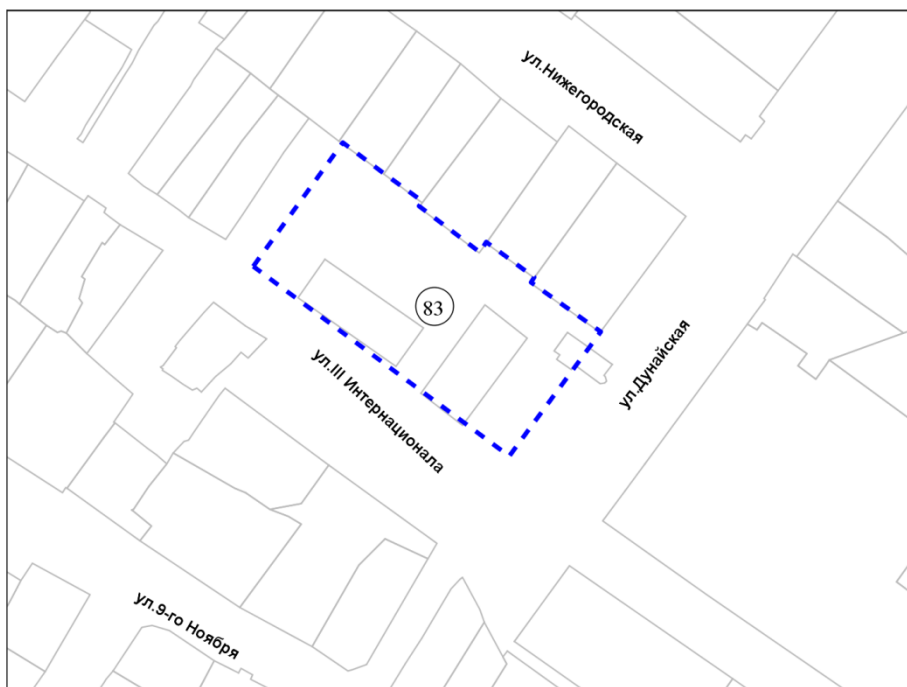 ул.Нижегородская
83
ул.Дунайская
ул.III Интернационала
ул.9-го Ноября